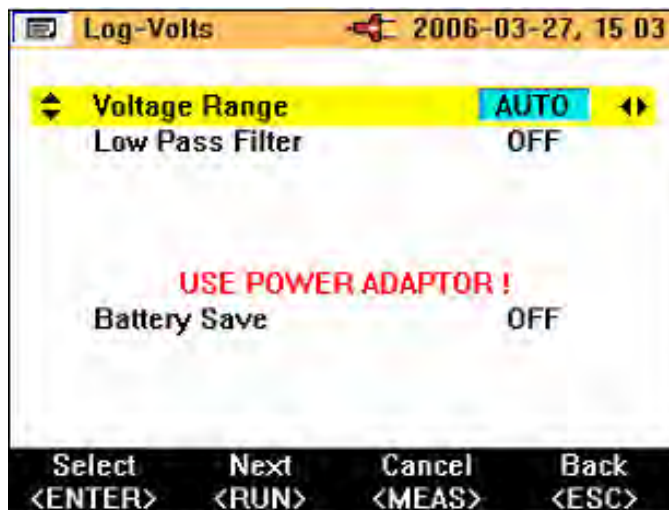 Log-Volts 2006-03-27, 15 03
Voltage Range AUTO
Low Pass Filter OFF
USE POWER ADAPTOR !
Battery Save OFF
Select Next Cancel Back
<ENTER> <RUN> <MEAS> <ESC>